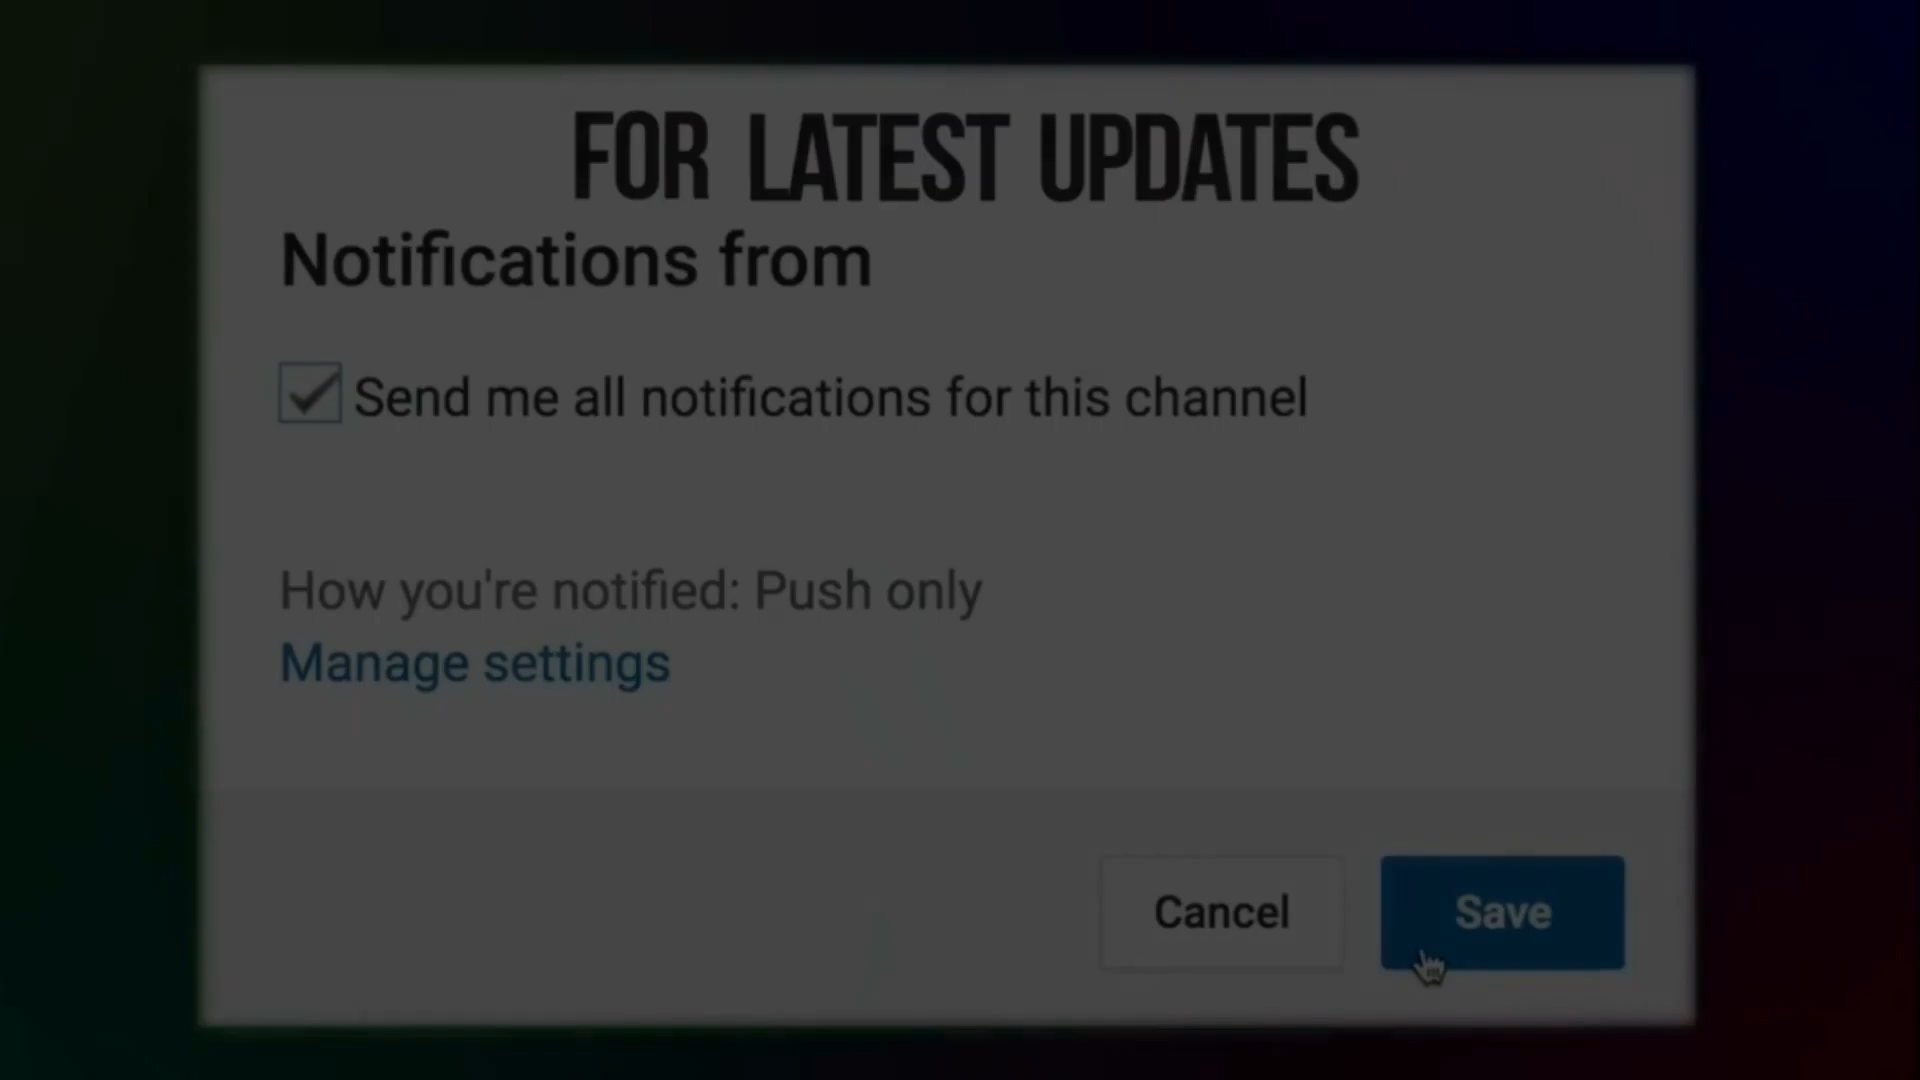 FOR LATEST UPDATES
Notifications from
Send me all notifications for this channel
How you're notified: Push only
Manage settings
Cancel
Save